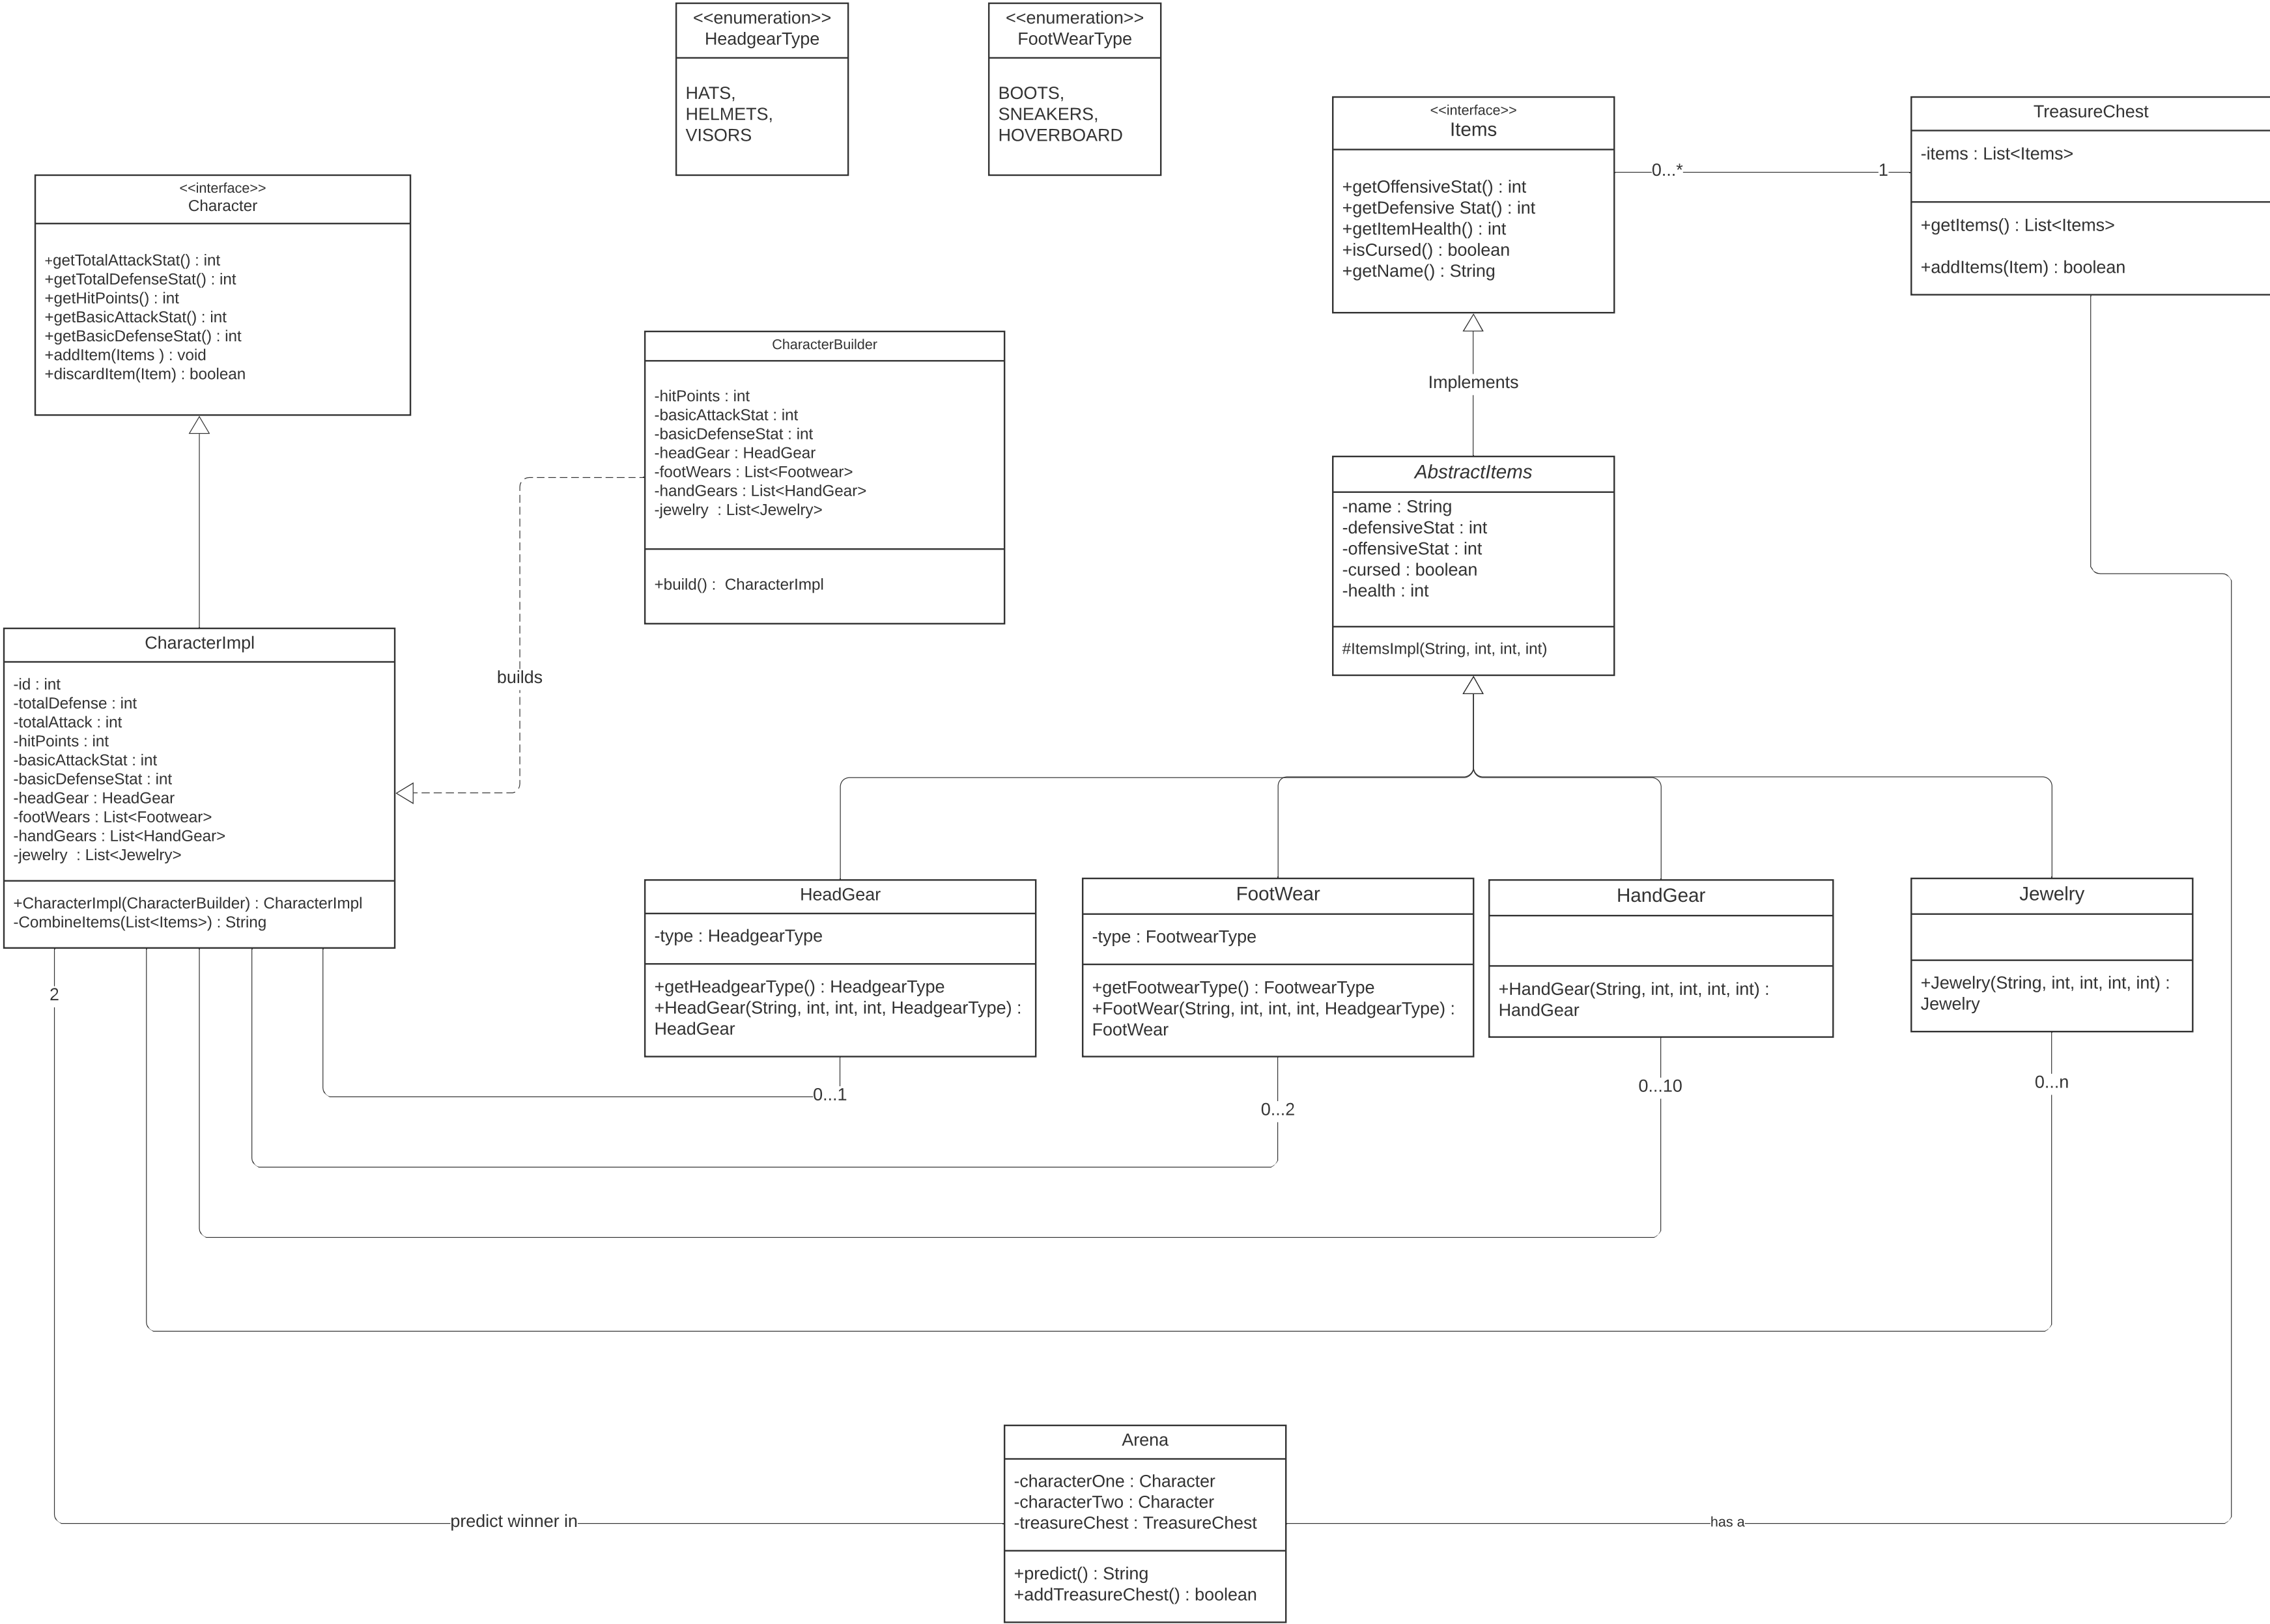 <<enumeration>>
HeadgearType
HATS,
HELMETS,
VISORS
<<enumeration>>
FootWearType
BOOTS,
SNEAKERS,
HOVERBOARD
<<interface>>
Items
+getOffensiveStat() : int
+getDefensive Stat() : int
+getItemHealth() : int
+isCursed() : boolean
+getName() : String
0...*
1
TreasureChest
-items : List<Items>
+getItems() : List<Items>
+addItems(Item) : boolean
<<interface>>
Character
+getTotalAttackStat() : int
+getTotalDefenseStat() : int
+getHitPoints() : int
+getBasicAttackStat() : int
+getBasicDefenseStat() : int
+addItem(Items ) : void
+discardItem(Item) : boolean
CharacterBuilder
-hitPoints : int
-basicAttackStat : int
-basicDefenseStat : int
-headGear : HeadGear
-footWears : List<Footwear>
-handGears : List<HandGear>
-jewelry  : List<Jewelry>
+build() :  CharacterImpl
Implements
AbstractItems
-name : String
-defensiveStat : int
-offensiveStat : int
-cursed : boolean
-health : int
#ItemsImpl(String, int, int, int)
builds
CharacterImpl
-id : int
-totalDefense : int
-totalAttack : int
-hitPoints : int
-basicAttackStat : int
-basicDefenseStat : int
-headGear : HeadGear
-footWears : List<Footwear>
-handGears : List<HandGear>
-jewelry  : List<Jewelry>
+CharacterImpl(CharacterBuilder) : CharacterImpl
-CombineItems(List<Items>) : String
HeadGear
-type : HeadgearType
+getHeadgearType() : HeadgearType
+HeadGear(String, int, int, int, HeadgearType) :
HeadGear
FootWear
-type : FootwearType
+getFootwearType() : FootwearType
+FootWear(String, int, int, int, HeadgearType) :
FootWear
HandGear
+HandGear(String, int, int, int, int) :
HandGear
Jewelry
+Jewelry(String, int, int, int, int) :
Jewelry
2
0...1
0...2
0...10
0...n
Arena
-characterOne : Character
-characterTwo : Character
-treasureChest : TreasureChest
+predict() : String
+addTreasureChest() : boolean
predict winner in
has a